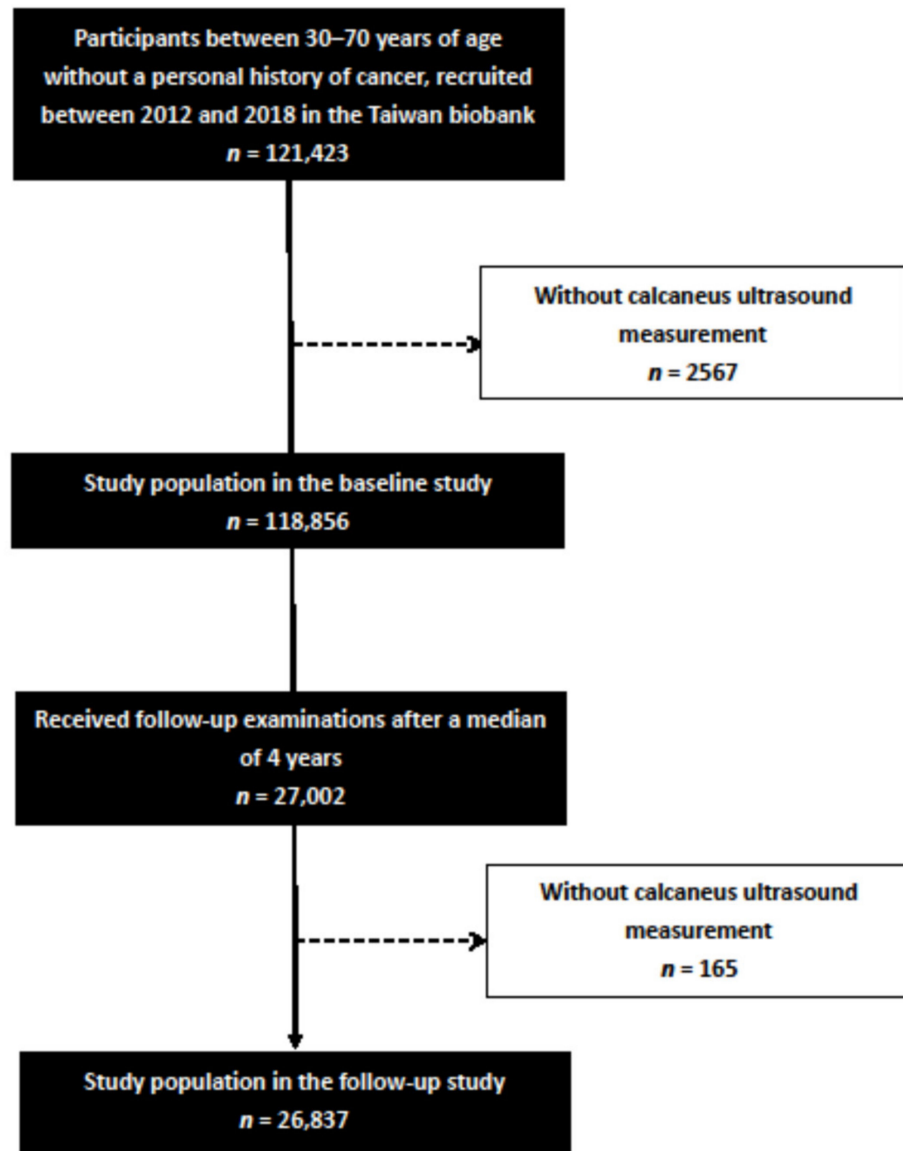 Participants between 30–70 years of age
without a personal history of cancer, recruited
between 2012 and 2018 in the Taiwan biobank
n = 121,423
Without calcaneus ultrasound
measurement
n = 2567
Study population in the baseline study
n = 118,856
Received follow-up examinations after a median
of 4 years
n = 27,002
Without calcaneus ultrasound
measurement
n = 165
Study population in the follow-up study
n = 26,837